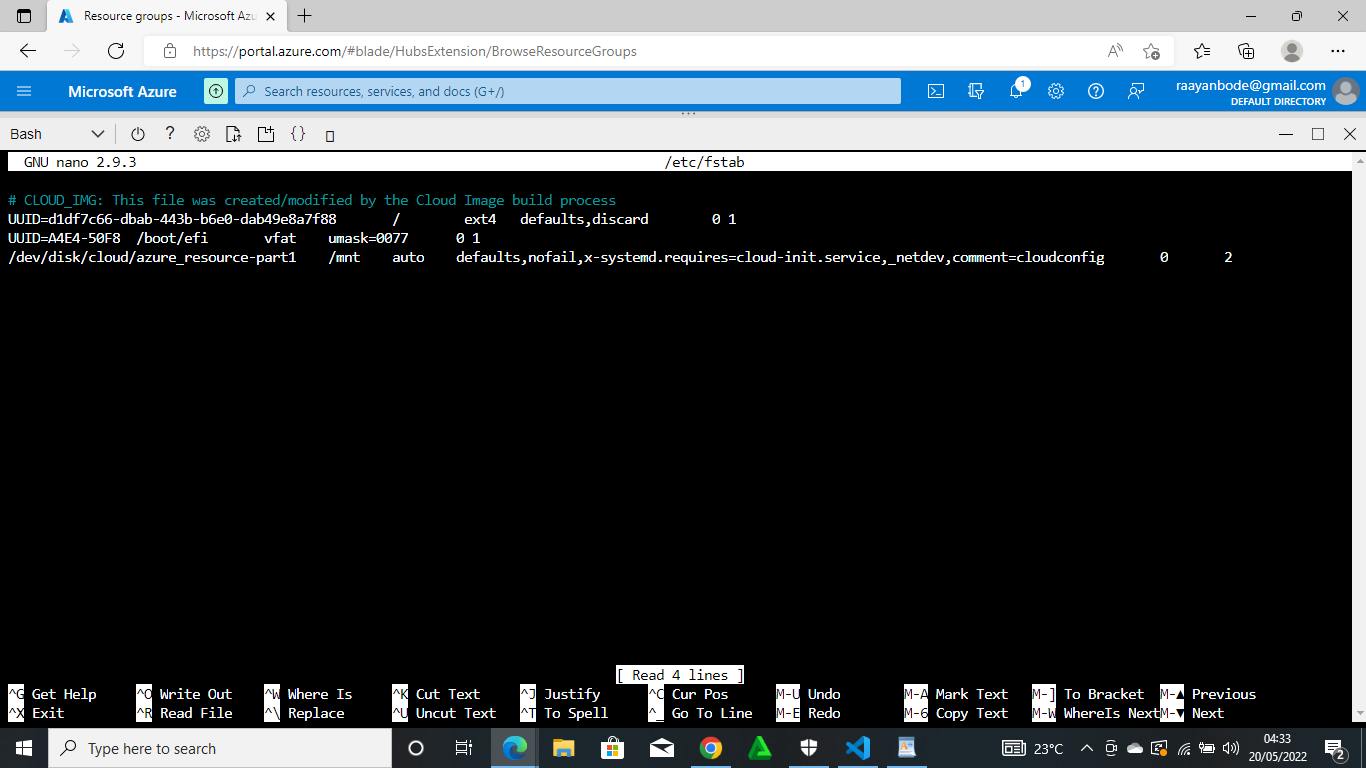 Resource groups - Microsoft Azu
https://portal.azure.com/#blade/HubsExtension/BrowseResourceGroups
Microsoft Azure
Search resources, services, and docs (G+/)
1
raayanbode@gmail.com
DEFAULT DIRECTORY
Bash
GNU nano 2.9.3 /etc/fstab
# CLOUD_IMG: This file was created/modified by the Cloud Image build process
UUID=d1df7c66-dbab-443b-b6e0-dab49e8a7f88 / ext4 defaults,discard 0 1
UUID=A4E4-50F8 /boot/efi vfat umask=0077 0 1
/dev/disk/cloud/azure_resource-part1 /mnt auto defaults,nofail,x-systemd.requires=cloud-init.service,_netdev,comment=cloudconfig 0 2
[ Read 4 lines ]
^G Get Help ^O Write Out ^W Where Is ^K Cut Text ^J Justify ^C Cur Pos M-U Undo M-A Mark Text M-] To Bracket M-▲ Previous
^X Exit ^R Read File ^\ Replace ^U Uncut Text ^T To Spell ^_ Go To Line M-E Redo M-6 Copy Text M-W WhereIs Next M-▼ Next
Type here to search
23°C
04:33
20/05/2022
2